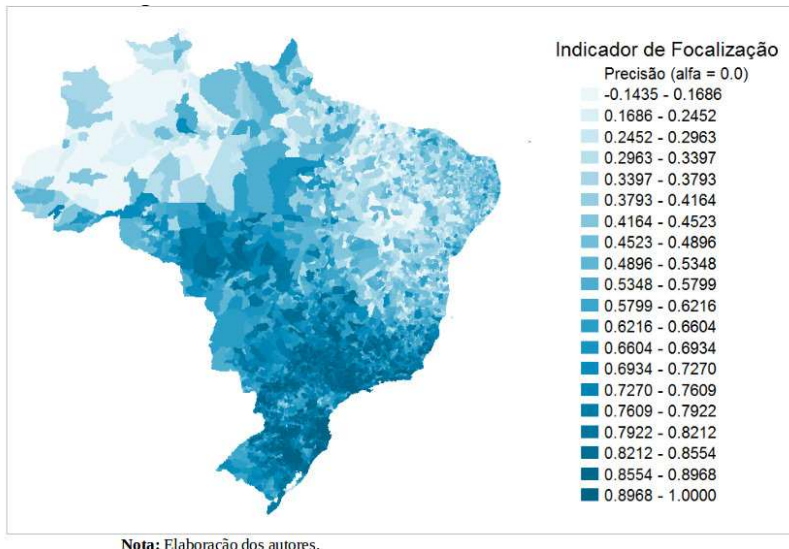 Indicador de Focalização
Precisão (alfa = 0.0)
-0.1435 - 0.1686
0.1686 - 0.2452
0.2452 - 0.2963
0.2963 - 0.3397
0.3397 - 0.3793
0.3793 - 0.4164
0.4164 - 0.4523
0.4523 - 0.4896
0.4896 - 0.5348
0.5348 - 0.5799
0.5799 - 0.6216
0.6216 - 0.6604
0.6604 - 0.6934
0.6934 - 0.7270
0.7270 - 0.7609
0.7609 - 0.7922
0.7922 - 0.8212
0.8212 - 0.8554
0.8554 - 0.8968
0.8968 - 1.0000
Nota: Elaboração dos autores.